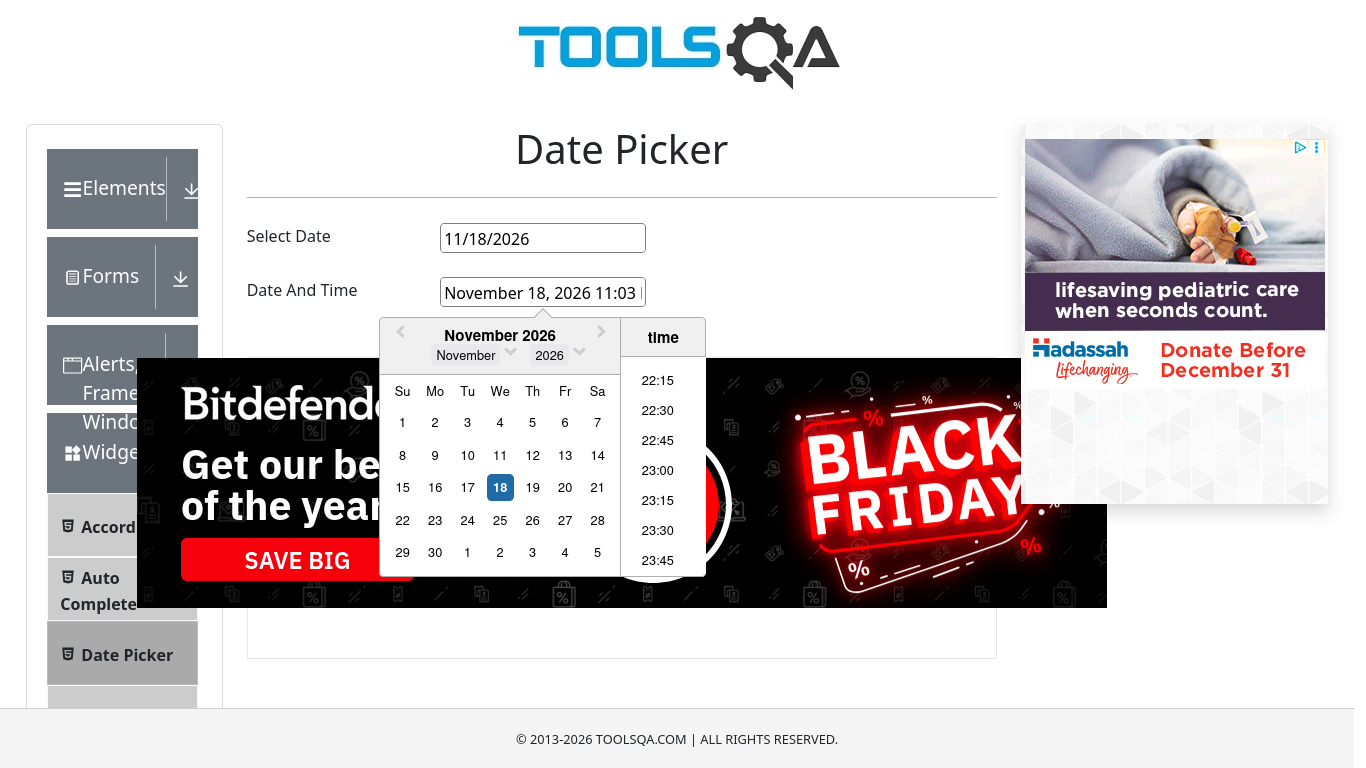 TOOLSQA
Date Picker
Elements
Forms
Alerts,
Frame
Windo
Widge
Accord
Auto
Complete
Date Picker
Select Date
11/18/2026
Date And Time
November 18, 2026 11:03
November 2026
November
2026
Su Mo Tu We Th Fr Sa
1 2 3 4 5 6 7
8 9 10 11 12 13 14
15 16 17 18 19 20 21
22 23 24 25 26 27 28
29 30 1 2 3 4 5
time
22:15
22:30
22:45
23:00
23:15
23:30
23:45
Bitdefende
Get our be
of the year
SAVE BIG
BLACK
FRIDAY
lifesaving pediatric care
when seconds count.
Hadassah
Lifechanging
Donate Before
December 31
© 2013-2026 TOOLSQA.COM | ALL RIGHTS RESERVED.